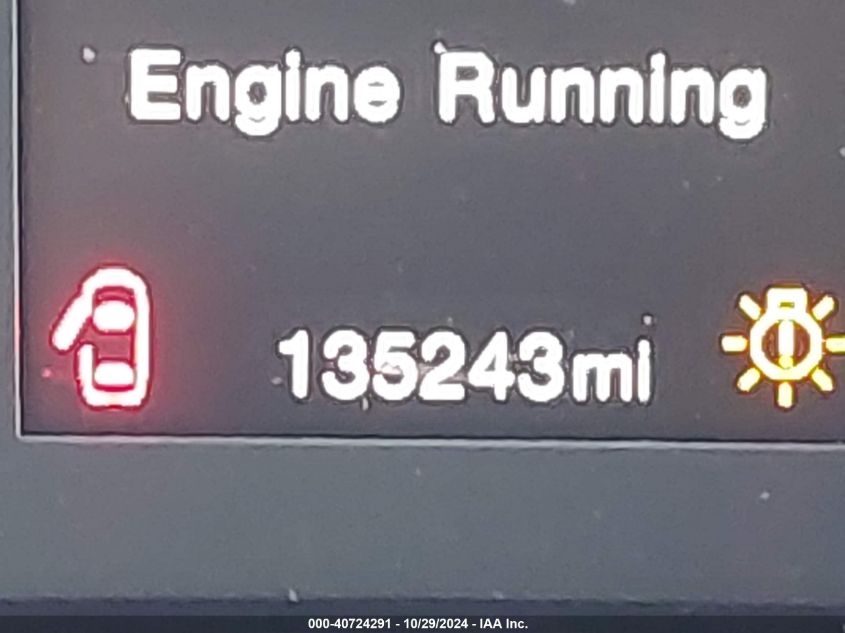 Engine Running
135243mi
000-40724291 - 10/29/2024 - IAA Inc.